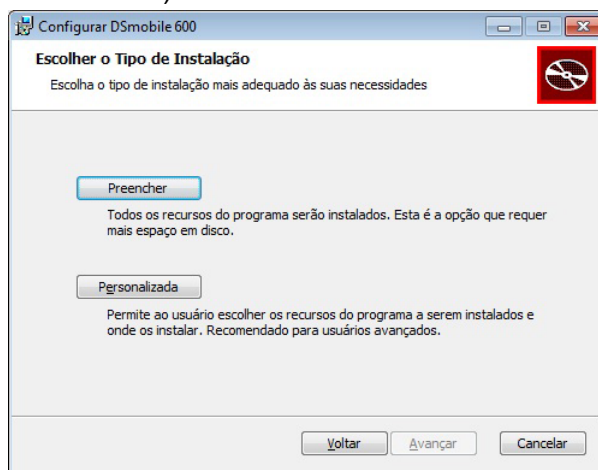 Configurar DSmobile 600
Escolher o Tipo de Instalação
Escolha o tipo de instalação mais adequado às suas necessidades
Preencher
Todos os recursos do programa serão instalados. Esta é a opção que requer
mais espaço em disco.
Personalizada
Permite ao usuário escolher os recursos do programa a serem instalados e
onde os instalar. Recomendado para usuários avançados.
Voltar Avançar Cancelar